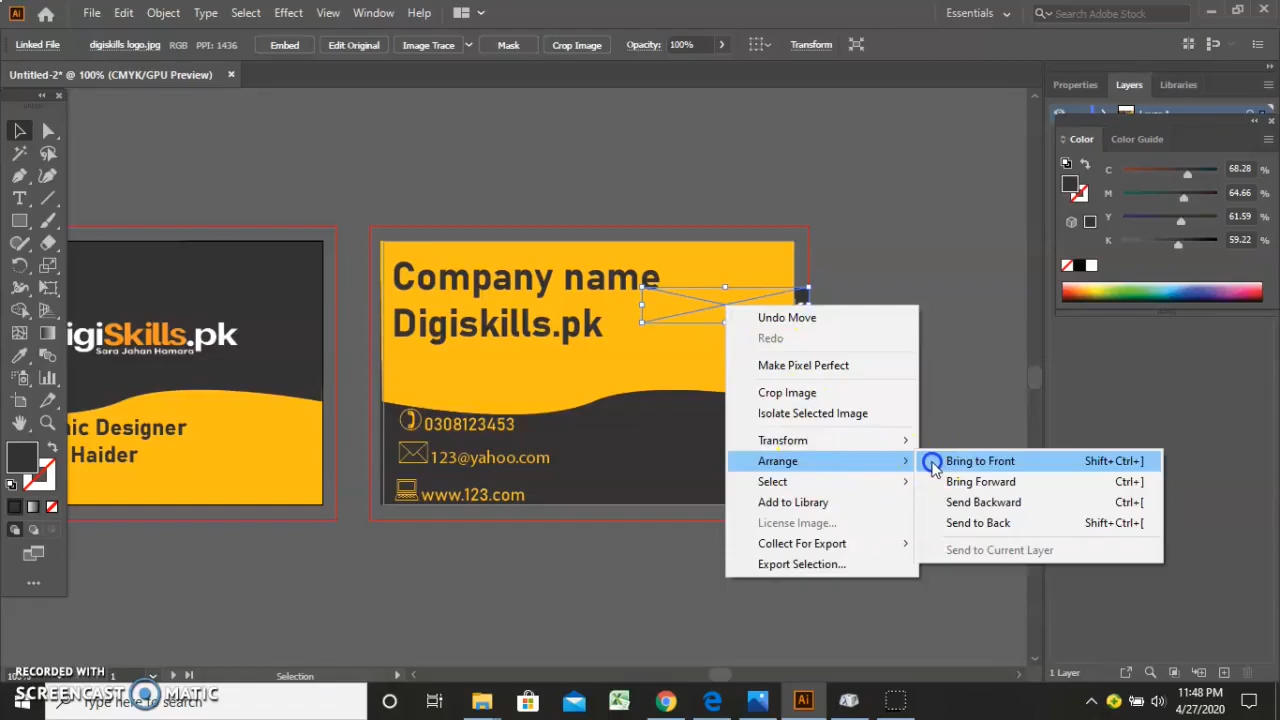 Ai File Edit Object Type Select Effect View Window Help Essentials Search Adobe Stock
Linked File digiskills logo.jpg RGB PPI: 1436 Embed Edit Original Image Trace Mask Crop Image Opacity: 100% Transform
Untitled-2* @ 100% (CMYK/GPU Preview)
Properties Layers Libraries
Color Color Guide
C 68.28 %
M 64.66 %
Y 61.59 %
K 59.22 %
igiSkills.pk
Sara Jahan Hamara
ic Designer
Haider
Company name
Digiskills.pk
0308123453
123@yahoo.com
www.123.com
Undo Move
Redo
Make Pixel Perfect
Crop Image
Isolate Selected Image
Transform
Arrange
Select
Add to Library
License Image...
Collect For Export
Export Selection...
Bring to Front Shift+Ctrl+]
Bring Forward Ctrl+]
Send Backward Ctrl+[
Send to Back Shift+Ctrl+[
Send to Current Layer
1 Selection 1 Layer
RECORDED WITH
SCREENCAST MATIC
Type here to search
Ai
11:48 PM
4/27/2020